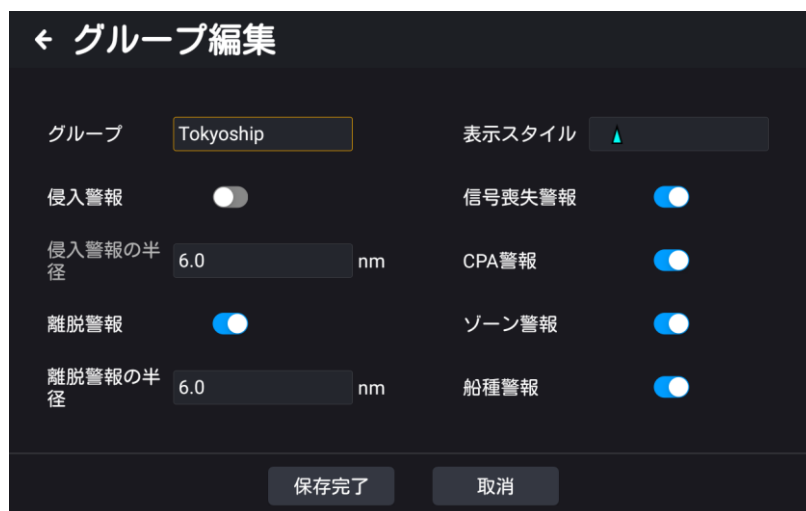 グループ編集
グループ Tokyoship 表示スタイル
侵入警報 信号喪失警報
侵入警報の半
径 6.0 nm CPA警報
離脱警報 ゾーン警報
離脱警報の半
径 6.0 nm 船種警報
保存完了 取消